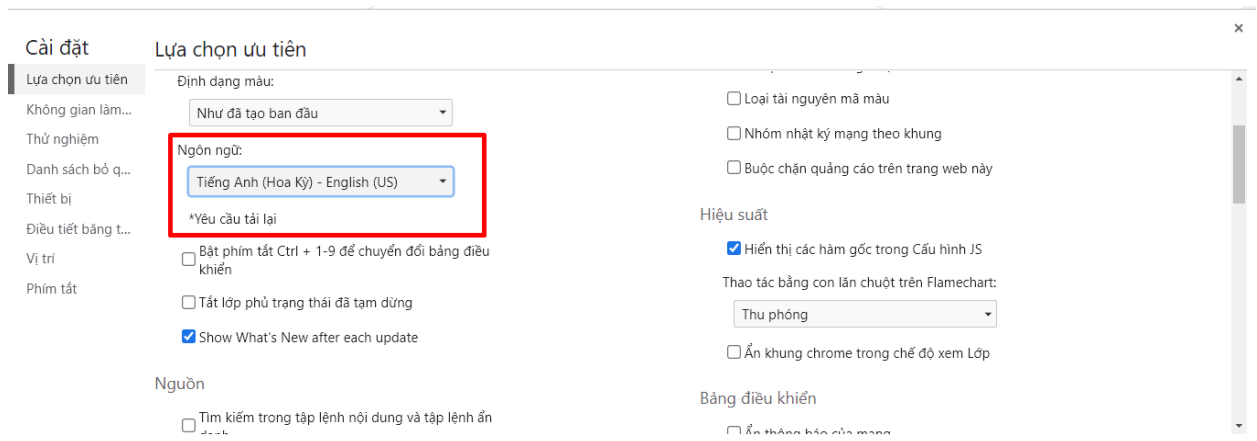 Cài đặt
Lựa chọn ưu tiên
Không gian làm...
Thử nghiệm
Danh sách bỏ q...
Thiết bị
Điều tiết băng t...
Vị trí
Phím tắt
Lựa chọn ưu tiên
Định dạng màu:
Như đã tạo ban đầu
Ngôn ngữ:
Tiếng Anh (Hoa Kỳ) - English (US)
*Yêu cầu tải lại
Bật phím tắt Ctrl + 1-9 để chuyển đổi bảng điều
khiển
Tắt lớp phủ trạng thái đã tạm dừng
Show What's New after each update
Nguồn
Tìm kiếm trong tập lệnh nội dung và tập lệnh ẩn
danh
Loại tài nguyên mã màu
Nhóm nhật ký mạng theo khung
Buộc chặn quảng cáo trên trang web này
Hiệu suất
Hiển thị các hàm gốc trong Cấu hình JS
Thao tác bằng con lăn chuột trên Flamechart:
Thu phóng
Ẩn khung chrome trong chế độ xem Lớp
Bảng điều khiển
Ẩn thông báo của mạng